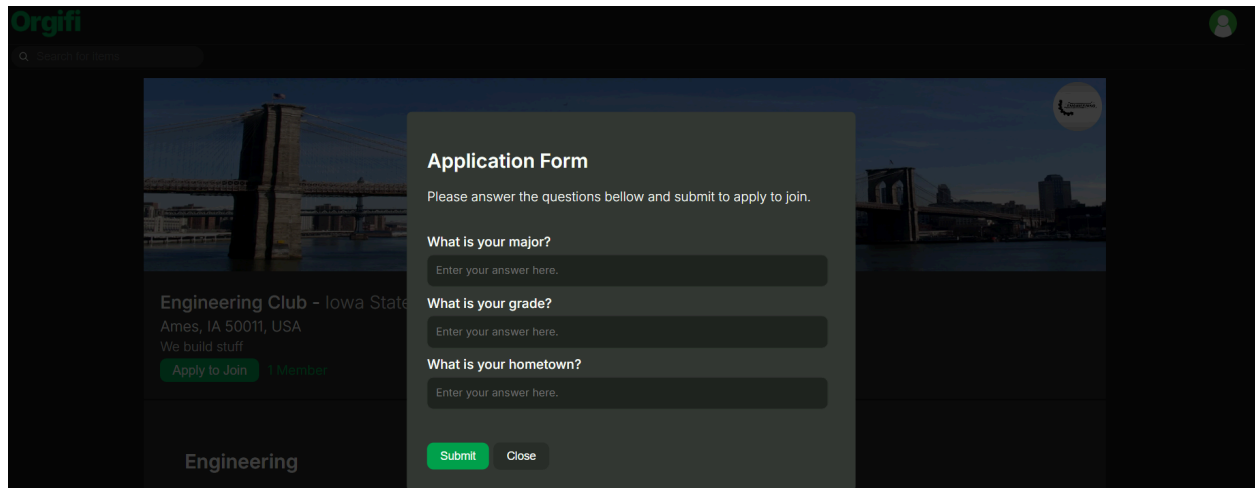 Orgifi
Search for items
Application Form
Please answer the questions bellow and submit to apply to join.
What is your major?
Enter your answer here.
What is your grade?
Enter your answer here.
What is your hometown?
Enter your answer here.
Submit Close
Engineering Club - Iowa State
Ames, IA 50011, USA
We build stuff
Apply to Join 1 Member
Engineering